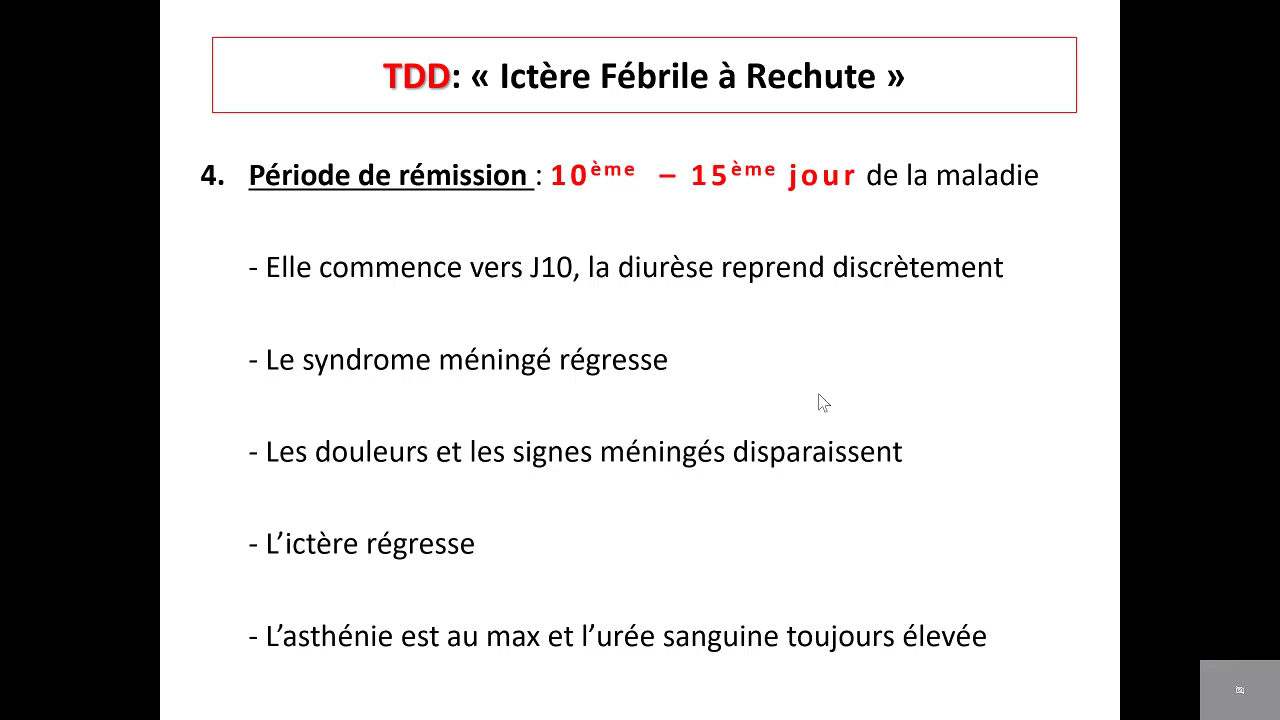 TDD: « Ictère Fébrile à Rechute »
4. Période de rémission : 10ème – 15ème jour de la maladie
- Elle commence vers J10, la diurèse reprend discrètement
- Le syndrome méningé régresse
- Les douleurs et les signes méningés disparaissent
- L’ictère régresse
- L’asthénie est au max et l’urée sanguine toujours élevée